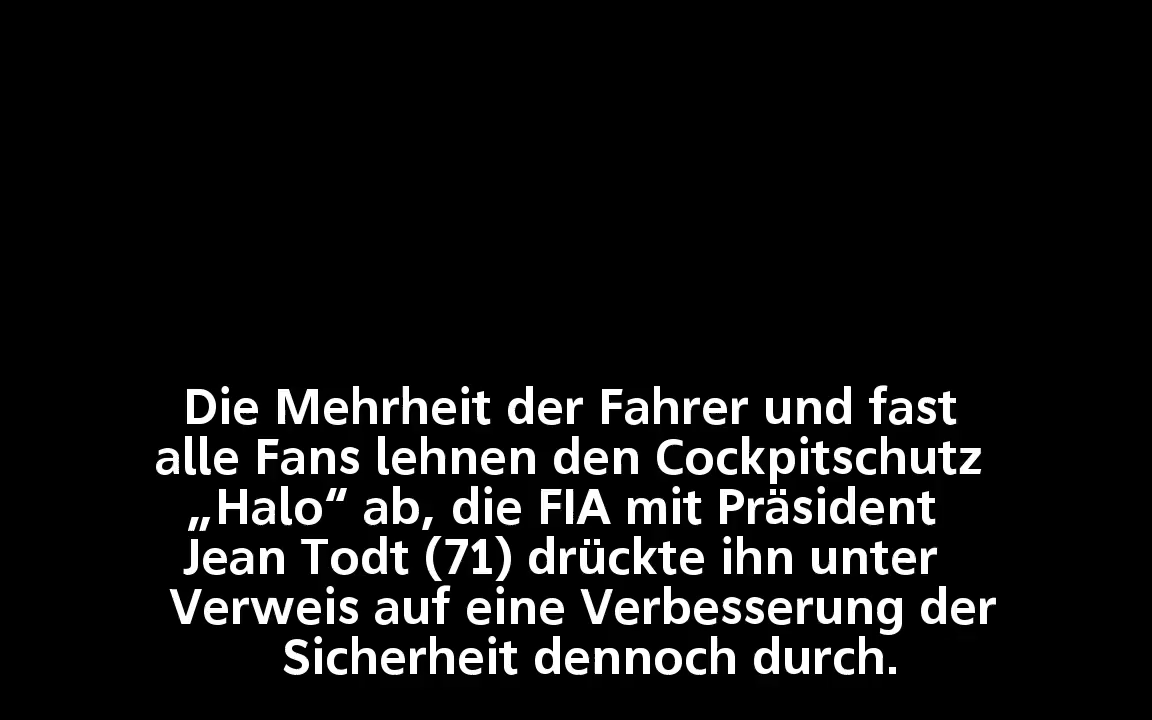 Die Mehrheit der Fahrer und fast
alle Fans lehnen den Cockpitschutz
„Halo“ ab, die FIA mit Präsident
Jean Todt (71) drückte ihn unter
Verweis auf eine Verbesserung der
Sicherheit dennoch durch.